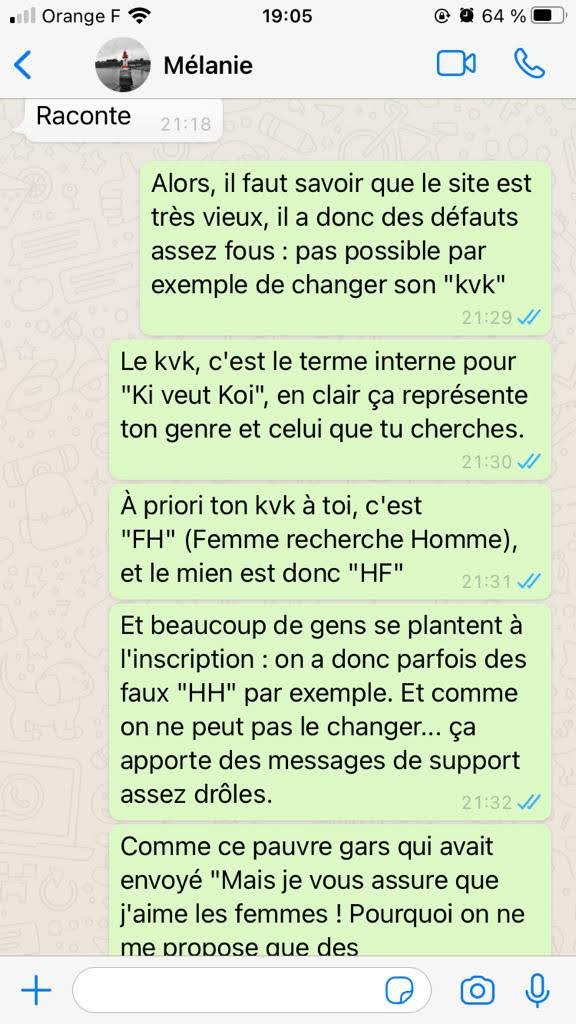 Orange F 19:05 64 %
Mélanie
Raconte 21:18
Alors, il faut savoir que le site est
très vieux, il a donc des défauts
assez fous : pas possible par
exemple de changer son "kvk"
21:29
Le kvk, c'est le terme interne pour
"Ki veut Koi", en clair ça représente
ton genre et celui que tu cherches.
21:30
À priori ton kvk à toi, c'est
"FH" (Femme recherche Homme),
et le mien est donc "HF" 21:31
Et beaucoup de gens se plantent à
l'inscription : on a donc parfois des
faux "HH" par exemple. Et comme
on ne peut pas le changer... ça
apporte des messages de support
assez drôles. 21:32
Comme ce pauvre gars qui avait
envoyé "Mais je vous assure que
j'aime les femmes ! Pourquoi on ne
me propose que des